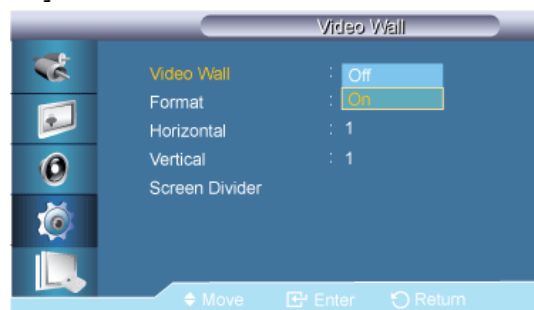 Video Wall
Video Wall : Off
Format : On
Horizontal : 1
Vertical : 1
Screen Divider
Move Enter Return